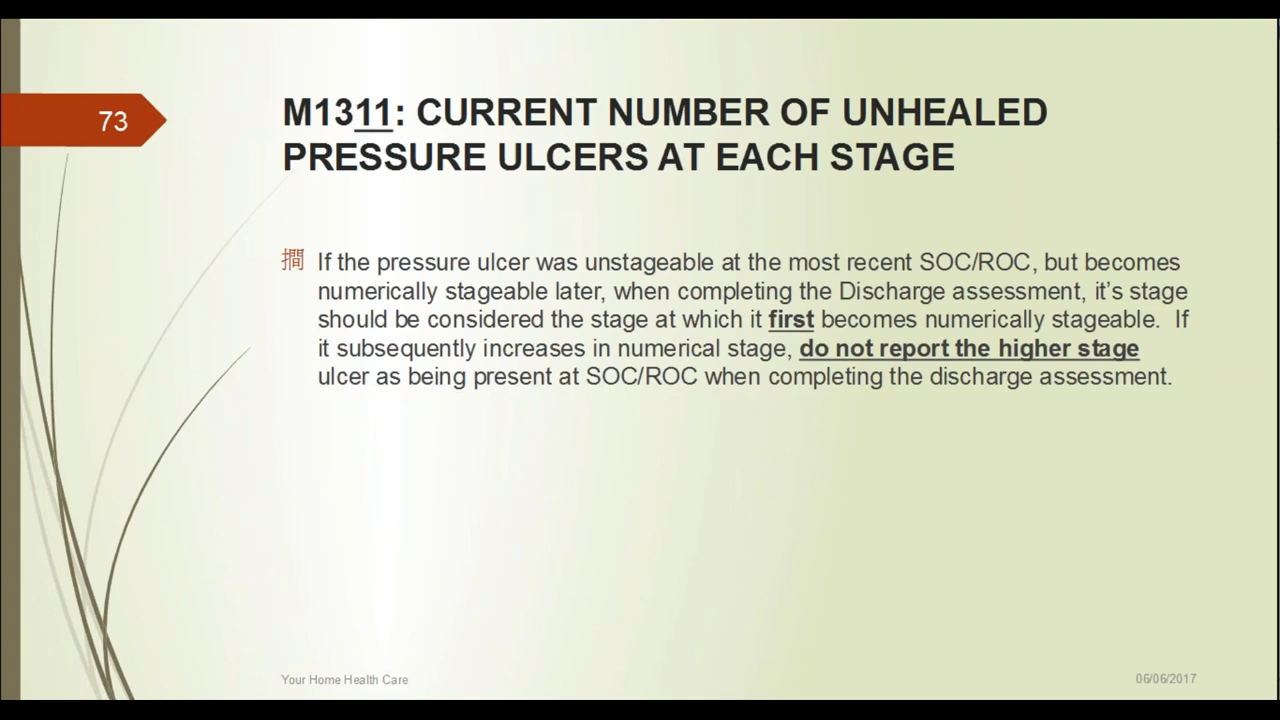 73
M1311: CURRENT NUMBER OF UNHEALED
PRESSURE ULCERS AT EACH STAGE
擱 If the pressure ulcer was unstageable at the most recent SOC/ROC, but becomes
numerically stageable later, when completing the Discharge assessment, it’s stage
should be considered the stage at which it first becomes numerically stageable. If
it subsequently increases in numerical stage, do not report the higher stage
ulcer as being present at SOC/ROC when completing the discharge assessment.
Your Home Health Care
06/06/2017